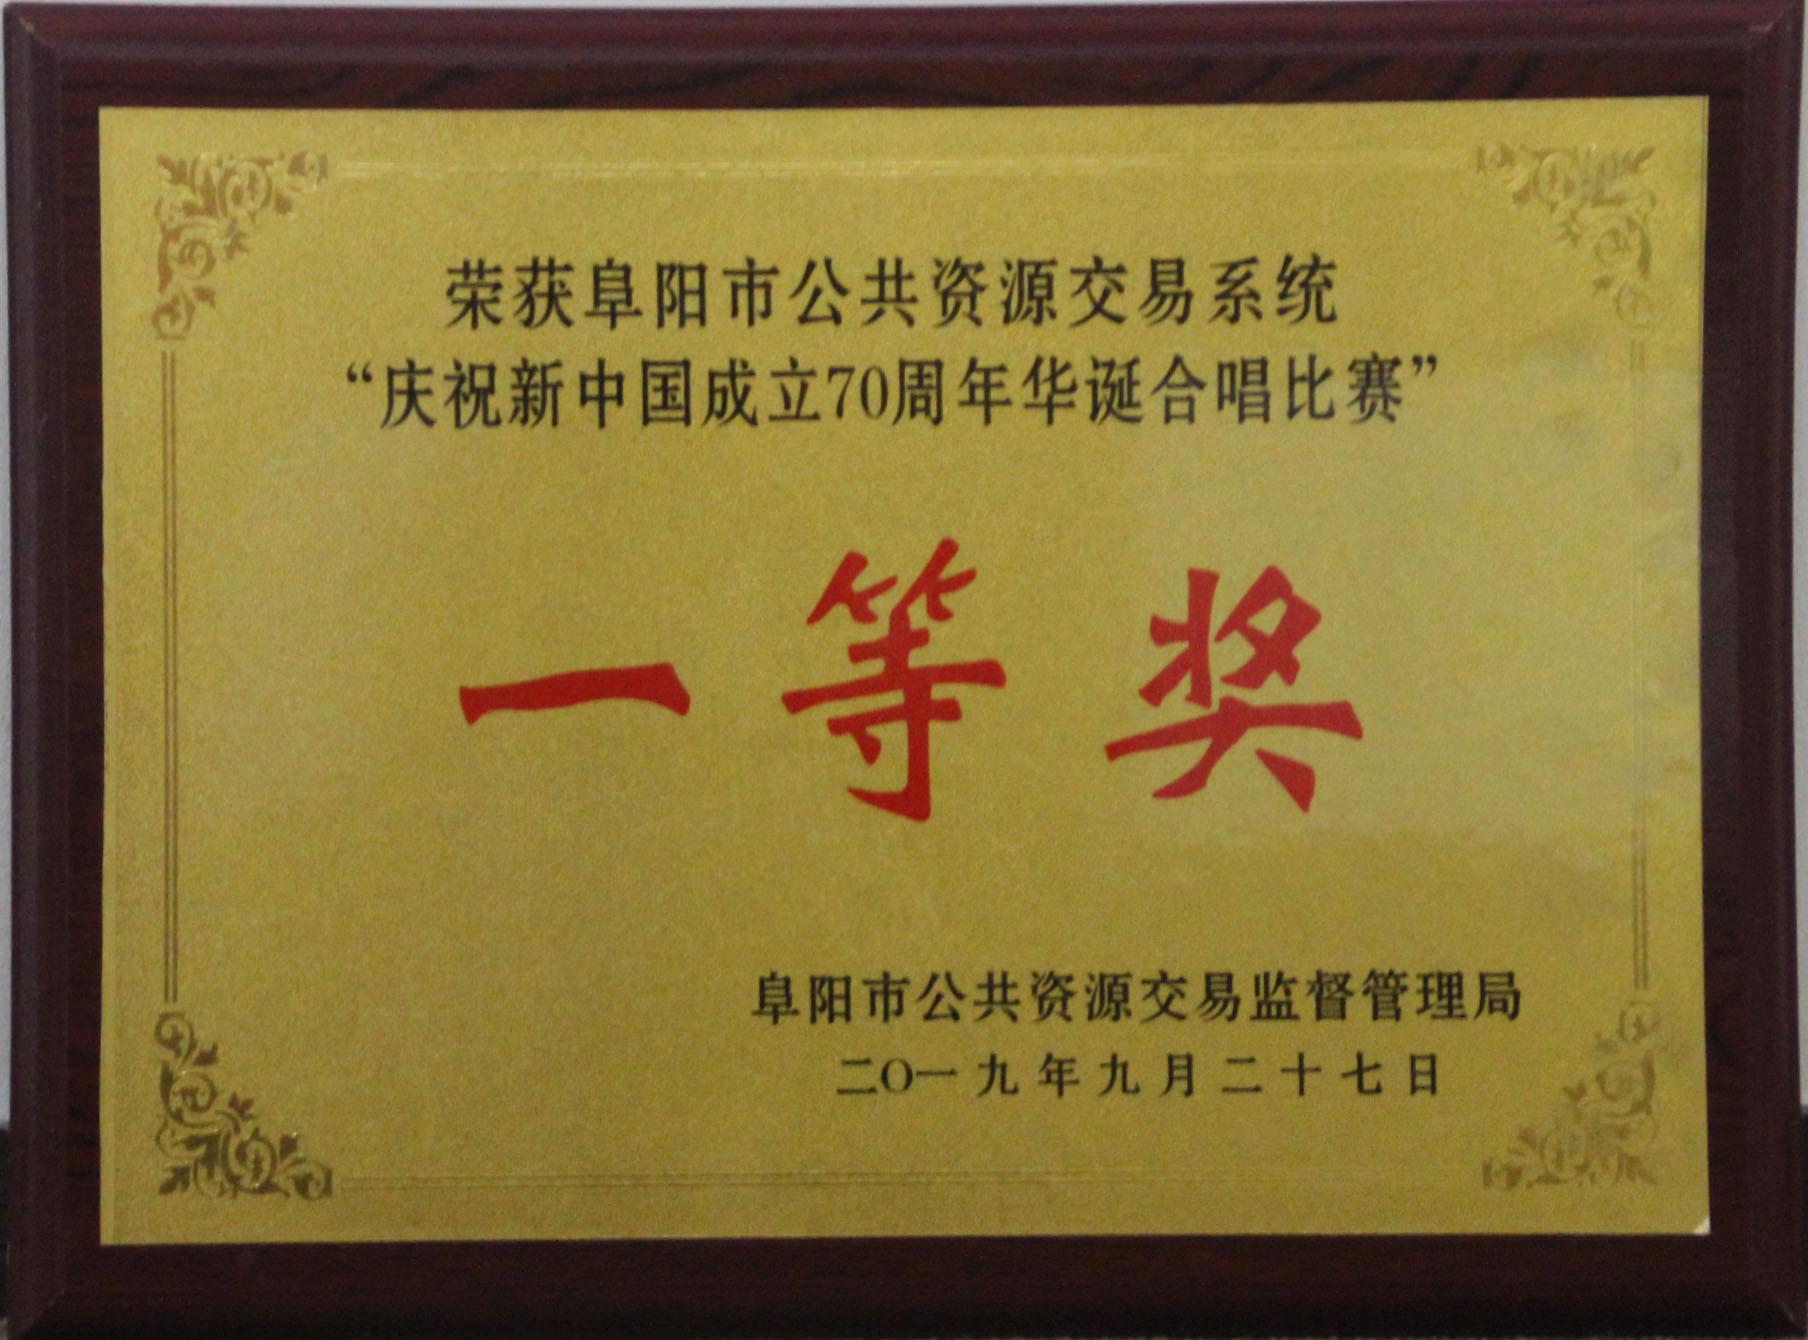 荣获阜阳市公共资源交易系统
“庆祝新中国成立70周年华诞合唱比赛”
一等奖
阜阳市公共资源交易监督管理局
二〇一九年九月二十七日